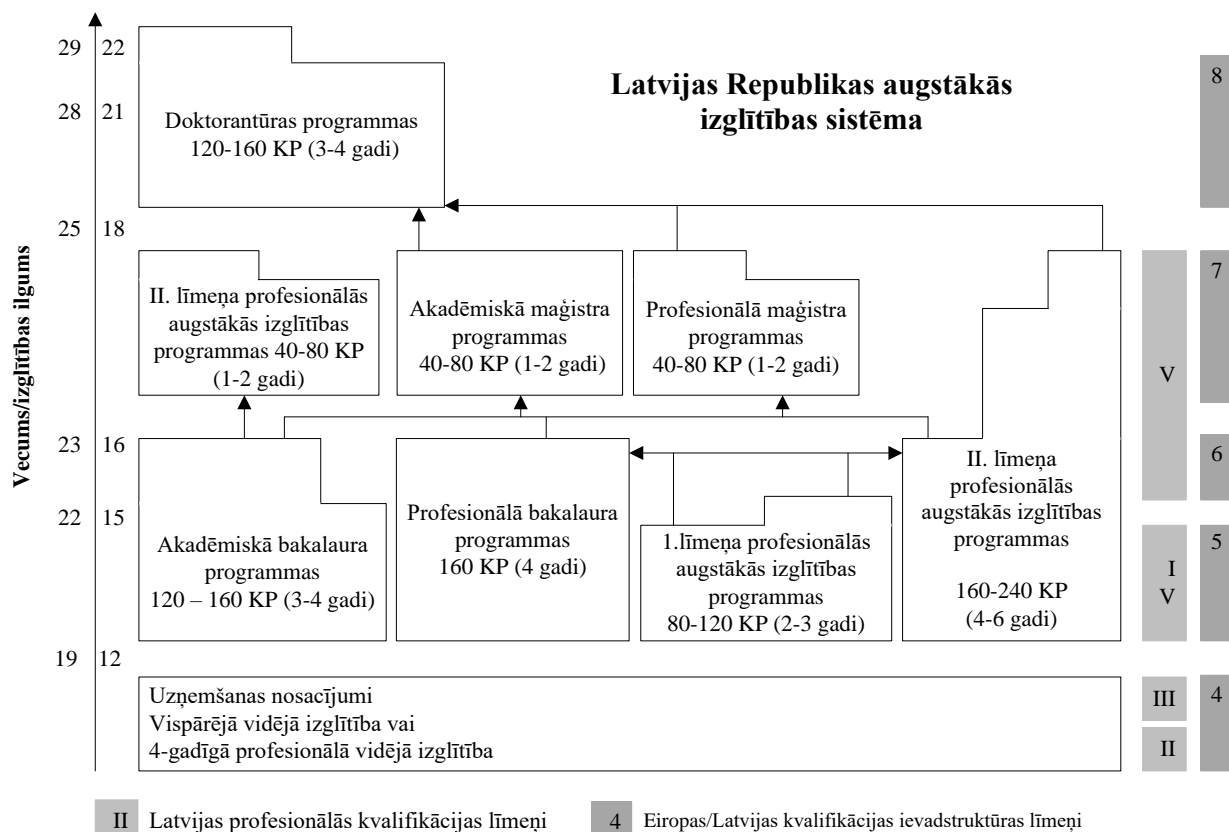 Latvijas Republikas augstākās
izglītības sistēma
Vecums/izglītības ilgums
29 22
28 21
25 18
23 16
22 15
19 12
Doktorantūras programmas
120-160 KP (3-4 gadi)
II. līmeņa profesionālās
augstākās izglītības
programmas 40-80 KP
(1-2 gadi)
Akadēmiskā maģistra
programmas
40-80 KP (1-2 gadi)
Profesionālā maģistra
programmas
40-80 KP (1-2 gadi)
Akadēmiskā bakalaura
programmas
120 – 160 KP (3-4 gadi)
Profesionālā bakalaura
programmas
160 KP (4 gadi)
1.līmeņa profesionālās
augstākās izglītības
programmas
80-120 KP (2-3 gadi)
II. līmeņa
profesionālās
augstākās izglītības
programmas
160-240 KP
(4-6 gadi)
Uzņemšanas nosacījumi
Vispārējā vidējā izglītība vai
4-gadīgā profesionālā vidējā izglītība
V
I
V
III
II
8
7
6
5
4
II Latvijas profesionālās kvalifikācijas līmeņi
4 Eiropas/Latvijas kvalifikācijas ievadstruktūras līmeņi